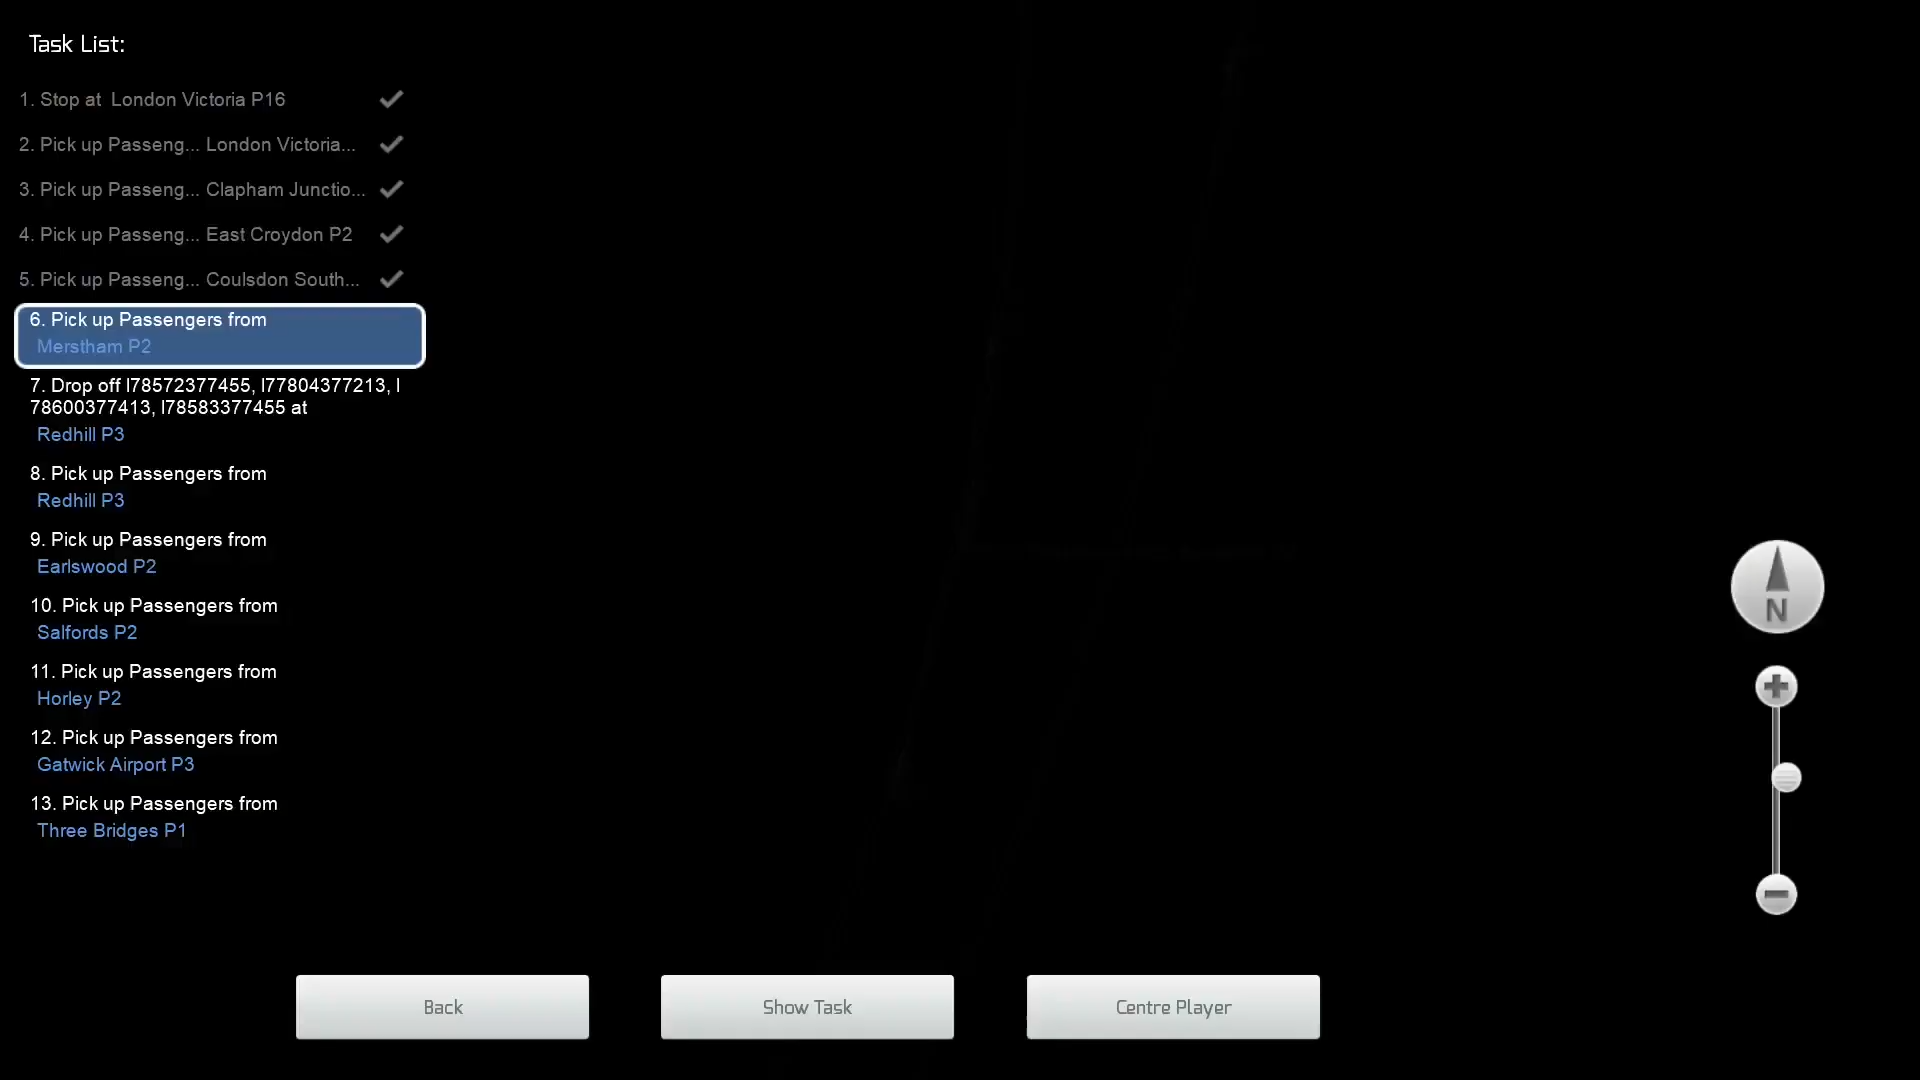 Task List:
1. Stop at London Victoria P16
2. Pick up Passeng... London Victoria...
3. Pick up Passeng... Clapham Junctio...
4. Pick up Passeng... East Croydon P2
5. Pick up Passeng... Coulsdon South...
6. Pick up Passengers from
Merstham P2
7. Drop off l78572377455, l77804377213, l
78600377413, l78583377455 at
Redhill P3
8. Pick up Passengers from
Redhill P3
9. Pick up Passengers from
Earlswood P2
10. Pick up Passengers from
Salfords P2
11. Pick up Passengers from
Horley P2
12. Pick up Passengers from
Gatwick Airport P3
13. Pick up Passengers from
Three Bridges P1
N
Back
Show Task
Centre Player